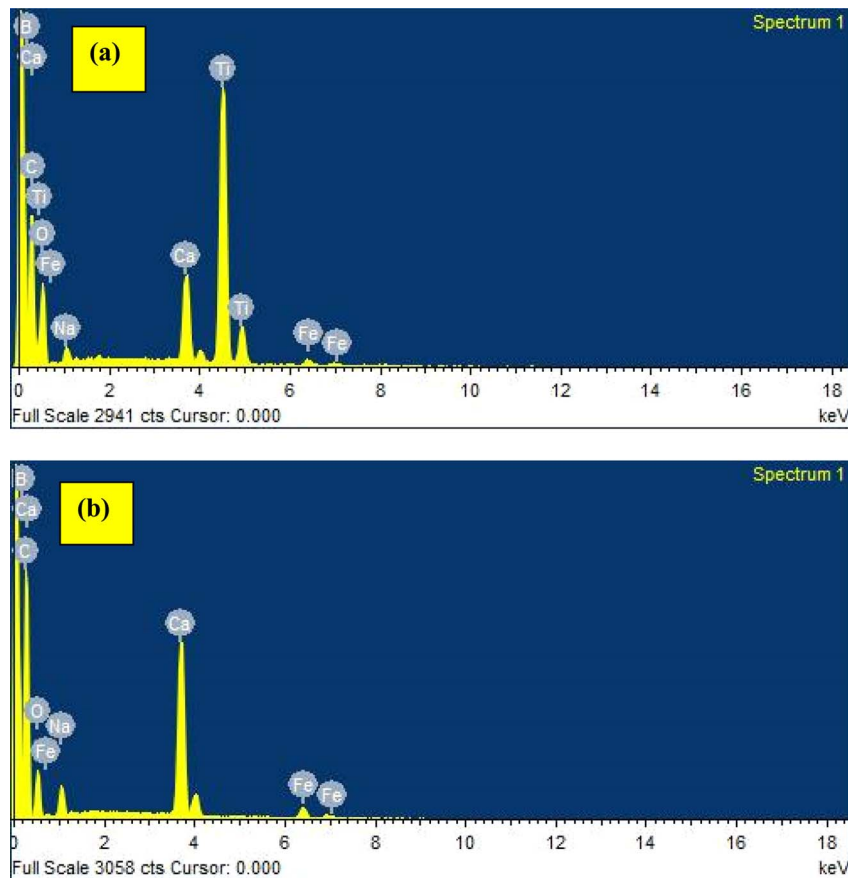 Spectrum 1
(a)
B
Ca
C
Ti
O
Fe
Na
Ca
Ti
Ti
Fe
Fe
0 2 4 6 8 10 12 14 16 18
Full Scale 2941 cts Cursor: 0.000 keV
Spectrum 1
(b)
B
Ca
C
O
Na
Fe
Ca
Fe
Fe
0 2 4 6 8 10 12 14 16 18
Full Scale 3058 cts Cursor: 0.000 keV